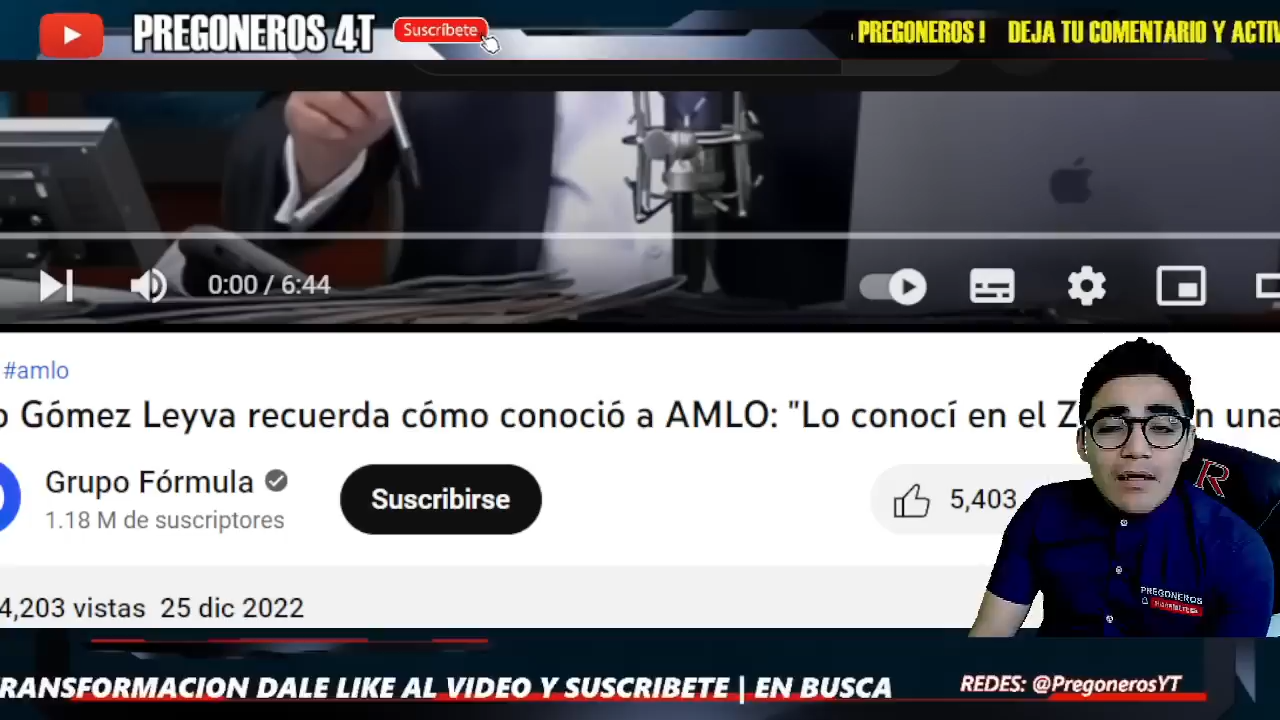 PREGONEROS 4T
Suscríbete
PREGONEROS ! DEJA TU COMENTARIO Y ACTIV
0:00 / 6:44
#amlo
o Gómez Leyva recuerda cómo conoció a AMLO: "Lo conocí en el Z n una
Grupo Fórmula
1.18 M de suscriptores
Suscribirse
5,403
4,203 vistas 25 dic 2022
R
PREGONEROS
RANSFORMACION DALE LIKE AL VIDEO Y SUSCRIBETE | EN BUSCA
REDES: @PregonerosYT